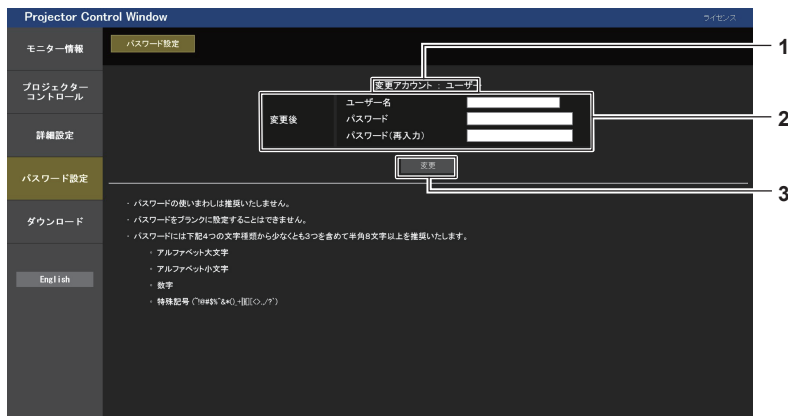 Projector Control Window
ライセンス
モニター情報
プロジェクター
コントロール
詳細設定
パスワード設定
ダウンロード
English
パスワード設定
変更アカウント : ユーザー
変更後
ユーザー名
パスワード
パスワード(再入力)
変更
1
2
3
・ パスワードの使いまわしは推奨いたしません。
・ パスワードをブランクに設定することはできません。
・ パスワードには下記4つの文字種類から少なくとも3つを含めて半角8文字以上を推奨いたします。
◦ アルファベット大文字
◦ アルファベット小文字
◦ 数字
◦ 特殊記号